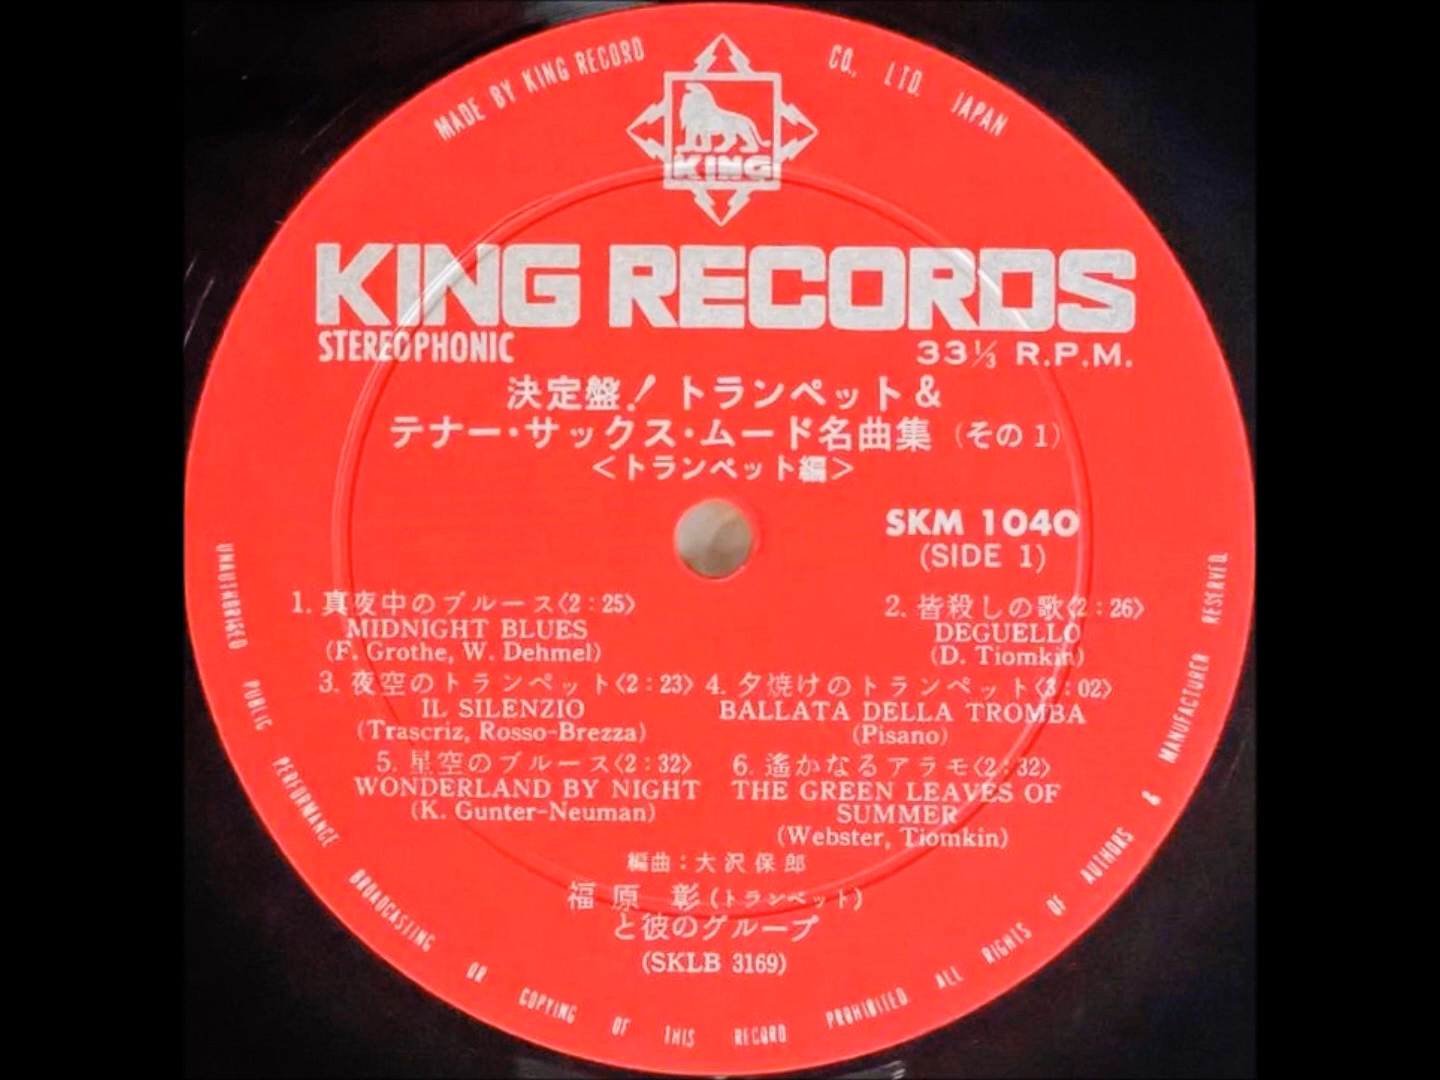 MADE BY KING RECORD CO., LTD. JAPAN
KING
KING RECORDS
STEREOPHONIC
33⅓ R.P.M.
決定盤！トランペット&
テナー・サックス・ムード名曲集（その1）
＜トランペット編＞
SKM 1040
(SIDE 1)
1. 真夜中のブルース〈2：25〉
MIDNIGHT BLUES
(F. Grothe, W. Dehmel)
2. 皆殺しの歌〈2：26〉
DEGUELLO
(D. Tiomkin)
3. 夜空のトランペット〈2：23〉
IL SILENZIO
(Trascriz, Rosso-Brezza)
4. 夕焼けのトランペット〈3：02〉
BALLATA DELLA TROMBA
(Pisano)
5. 星空のブルース〈2：32〉
WONDERLAND BY NIGHT
(K. Gunter-Neuman)
6. 遙かなるアラモ〈2：32〉
THE GREEN LEAVES OF
SUMMER
(Webster, Tiomkin)
編曲：大沢保郎
福原 彰(トランペット)
と彼のグループ
(SKLB 3169)
UNAUTHORISED PUBLIC PERFORMANCE BROADCASTING OR COPYING OF THIS RECORD PROHIBITED ALL RIGHTS OF AUTHORS & MANUFACTURER RESERVED.